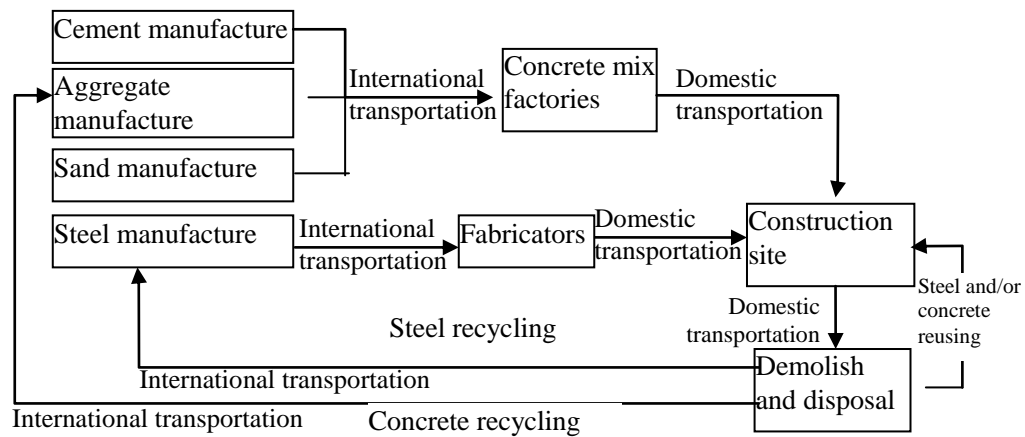 Cement manufacture
Aggregate
manufacture
Sand manufacture
International
transportation
Concrete mix
factories
Domestic
transportation
Steel manufacture
International
transportation
Fabricators
Domestic
transportation
Construction
site
Steel and/or
concrete
reusing
Domestic
transportation
Steel recycling
Demolish
and disposal
International transportation
International transportation
Concrete recycling